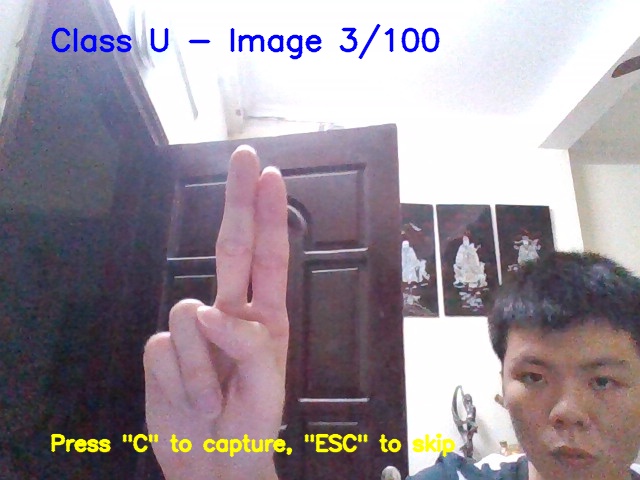 Class U - Image 3/100
Press "C" to capture, "ESC" to skip